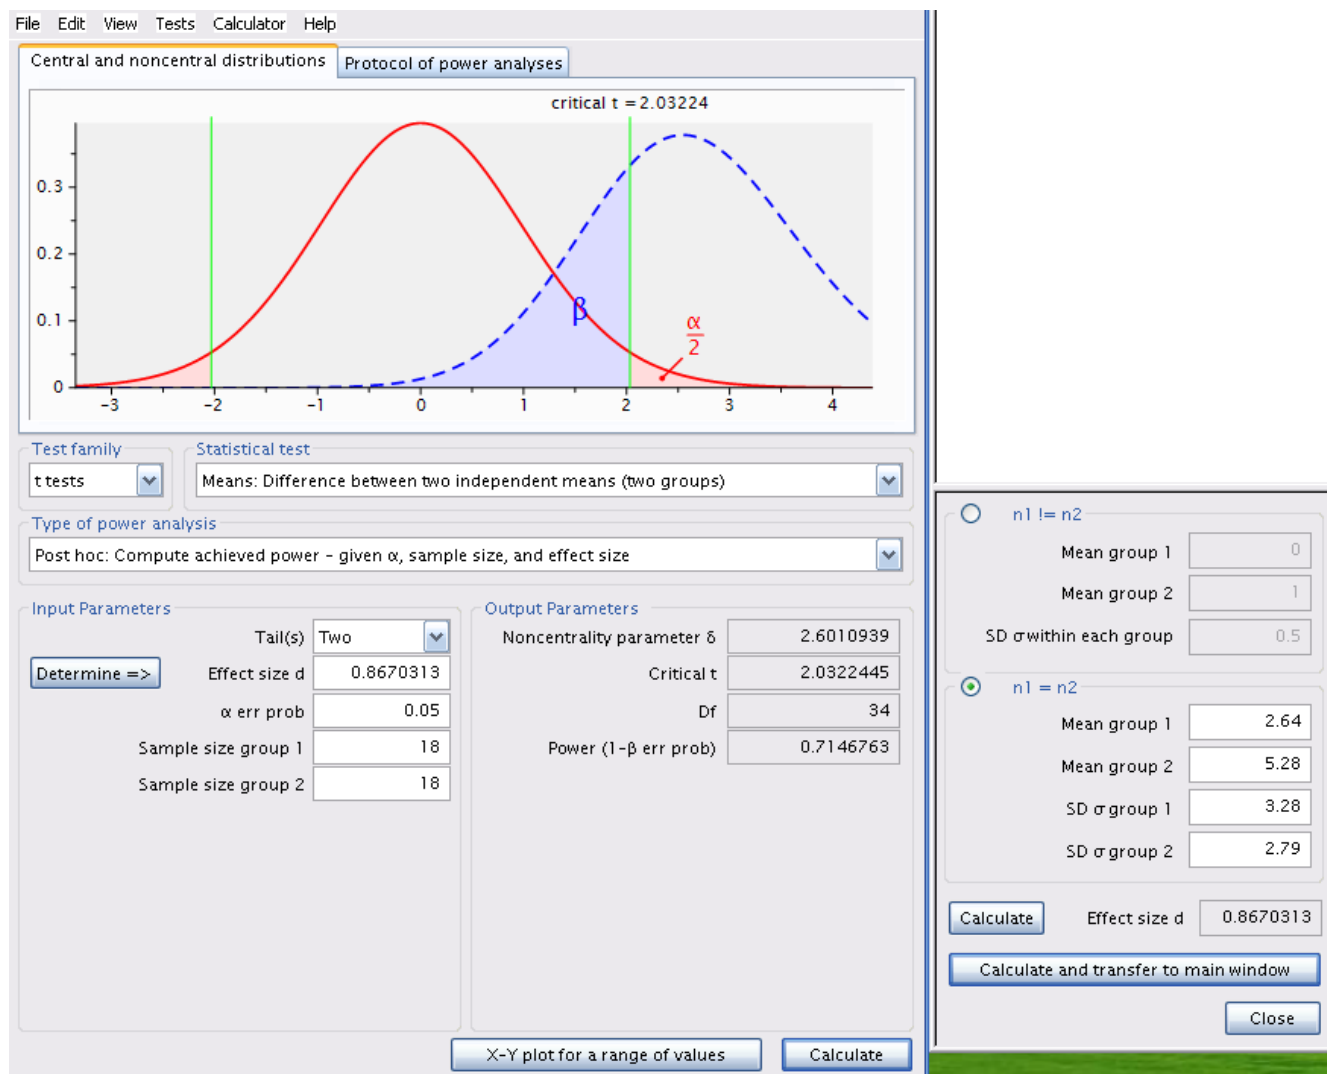 File Edit View Tests Calculator Help
Central and noncentral distributions
Protocol of power analyses
critical t = 2.03224
0.3
0.2
0.1
0
β
α
2
-3 -2 -1 0 1 2 3 4
Test family
Statistical test
t tests
Means: Difference between two independent means (two groups)
Type of power analysis
Post hoc: Compute achieved power – given α, sample size, and effect size
Input Parameters
Tail(s) Two
Determine => Effect size d 0.8670313
α err prob 0.05
Sample size group 1 18
Sample size group 2 18
Output Parameters
Noncentrality parameter δ 2.6010939
Critical t 2.0322445
Df 34
Power (1-β err prob) 0.7146763
X-Y plot for a range of values
Calculate
n1 != n2
Mean group 1 0
Mean group 2 1
SD σ within each group 0.5
n1 = n2
Mean group 1 2.64
Mean group 2 5.28
SD σ group 1 3.28
SD σ group 2 2.79
Calculate Effect size d 0.8670313
Calculate and transfer to main window
Close